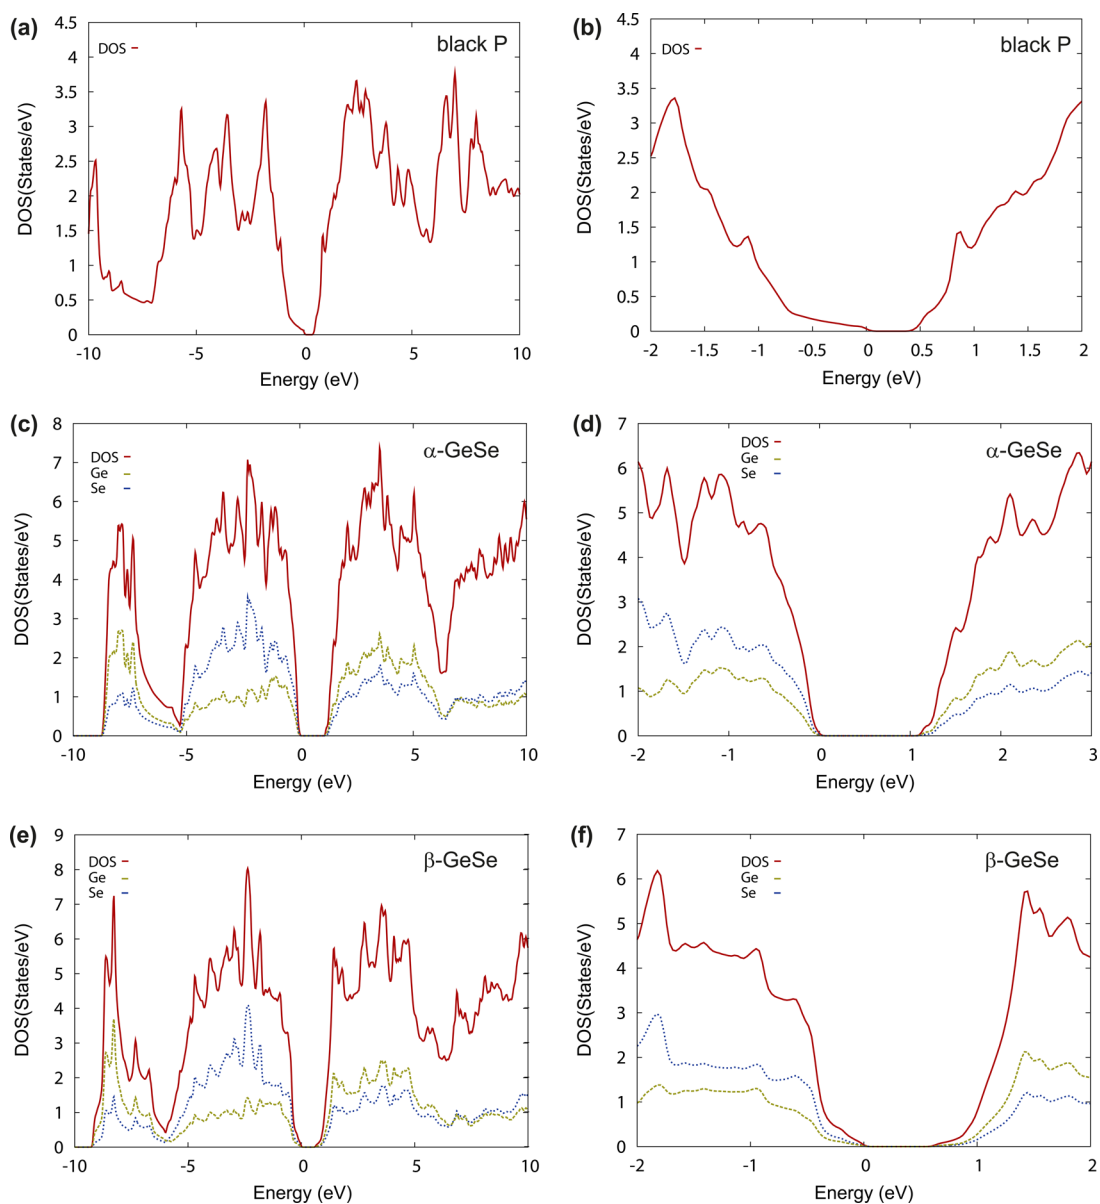 (a)
black P
DOS
DOS(States/eV)
4.5
4
3.5
3
2.5
2
1.5
1
0.5
0
-10
-5
0
5
10
Energy (eV)
(b)
black P
DOS
DOS(States/eV)
4.5
4
3.5
3
2.5
2
1.5
1
0.5
0
-2
-1.5
-1
-0.5
0
0.5
1
1.5
2
Energy (eV)
(c)
α-GeSe
DOS
Ge
Se
DOS(States/eV)
8
7
6
5
4
3
2
1
0
-10
-5
0
5
10
Energy (eV)
(d)
α-GeSe
DOS
Ge
Se
DOS(States/eV)
7
6
5
4
3
2
1
0
-2
-1
0
1
2
3
Energy (eV)
(e)
β-GeSe
DOS
Ge
Se
DOS(States/eV)
9
8
7
6
5
4
3
2
1
0
-10
-5
0
5
10
Energy (eV)
(f)
β-GeSe
DOS
Ge
Se
DOS(States/eV)
7
6
5
4
3
2
1
0
-2
-1
0
1
2
Energy (eV)